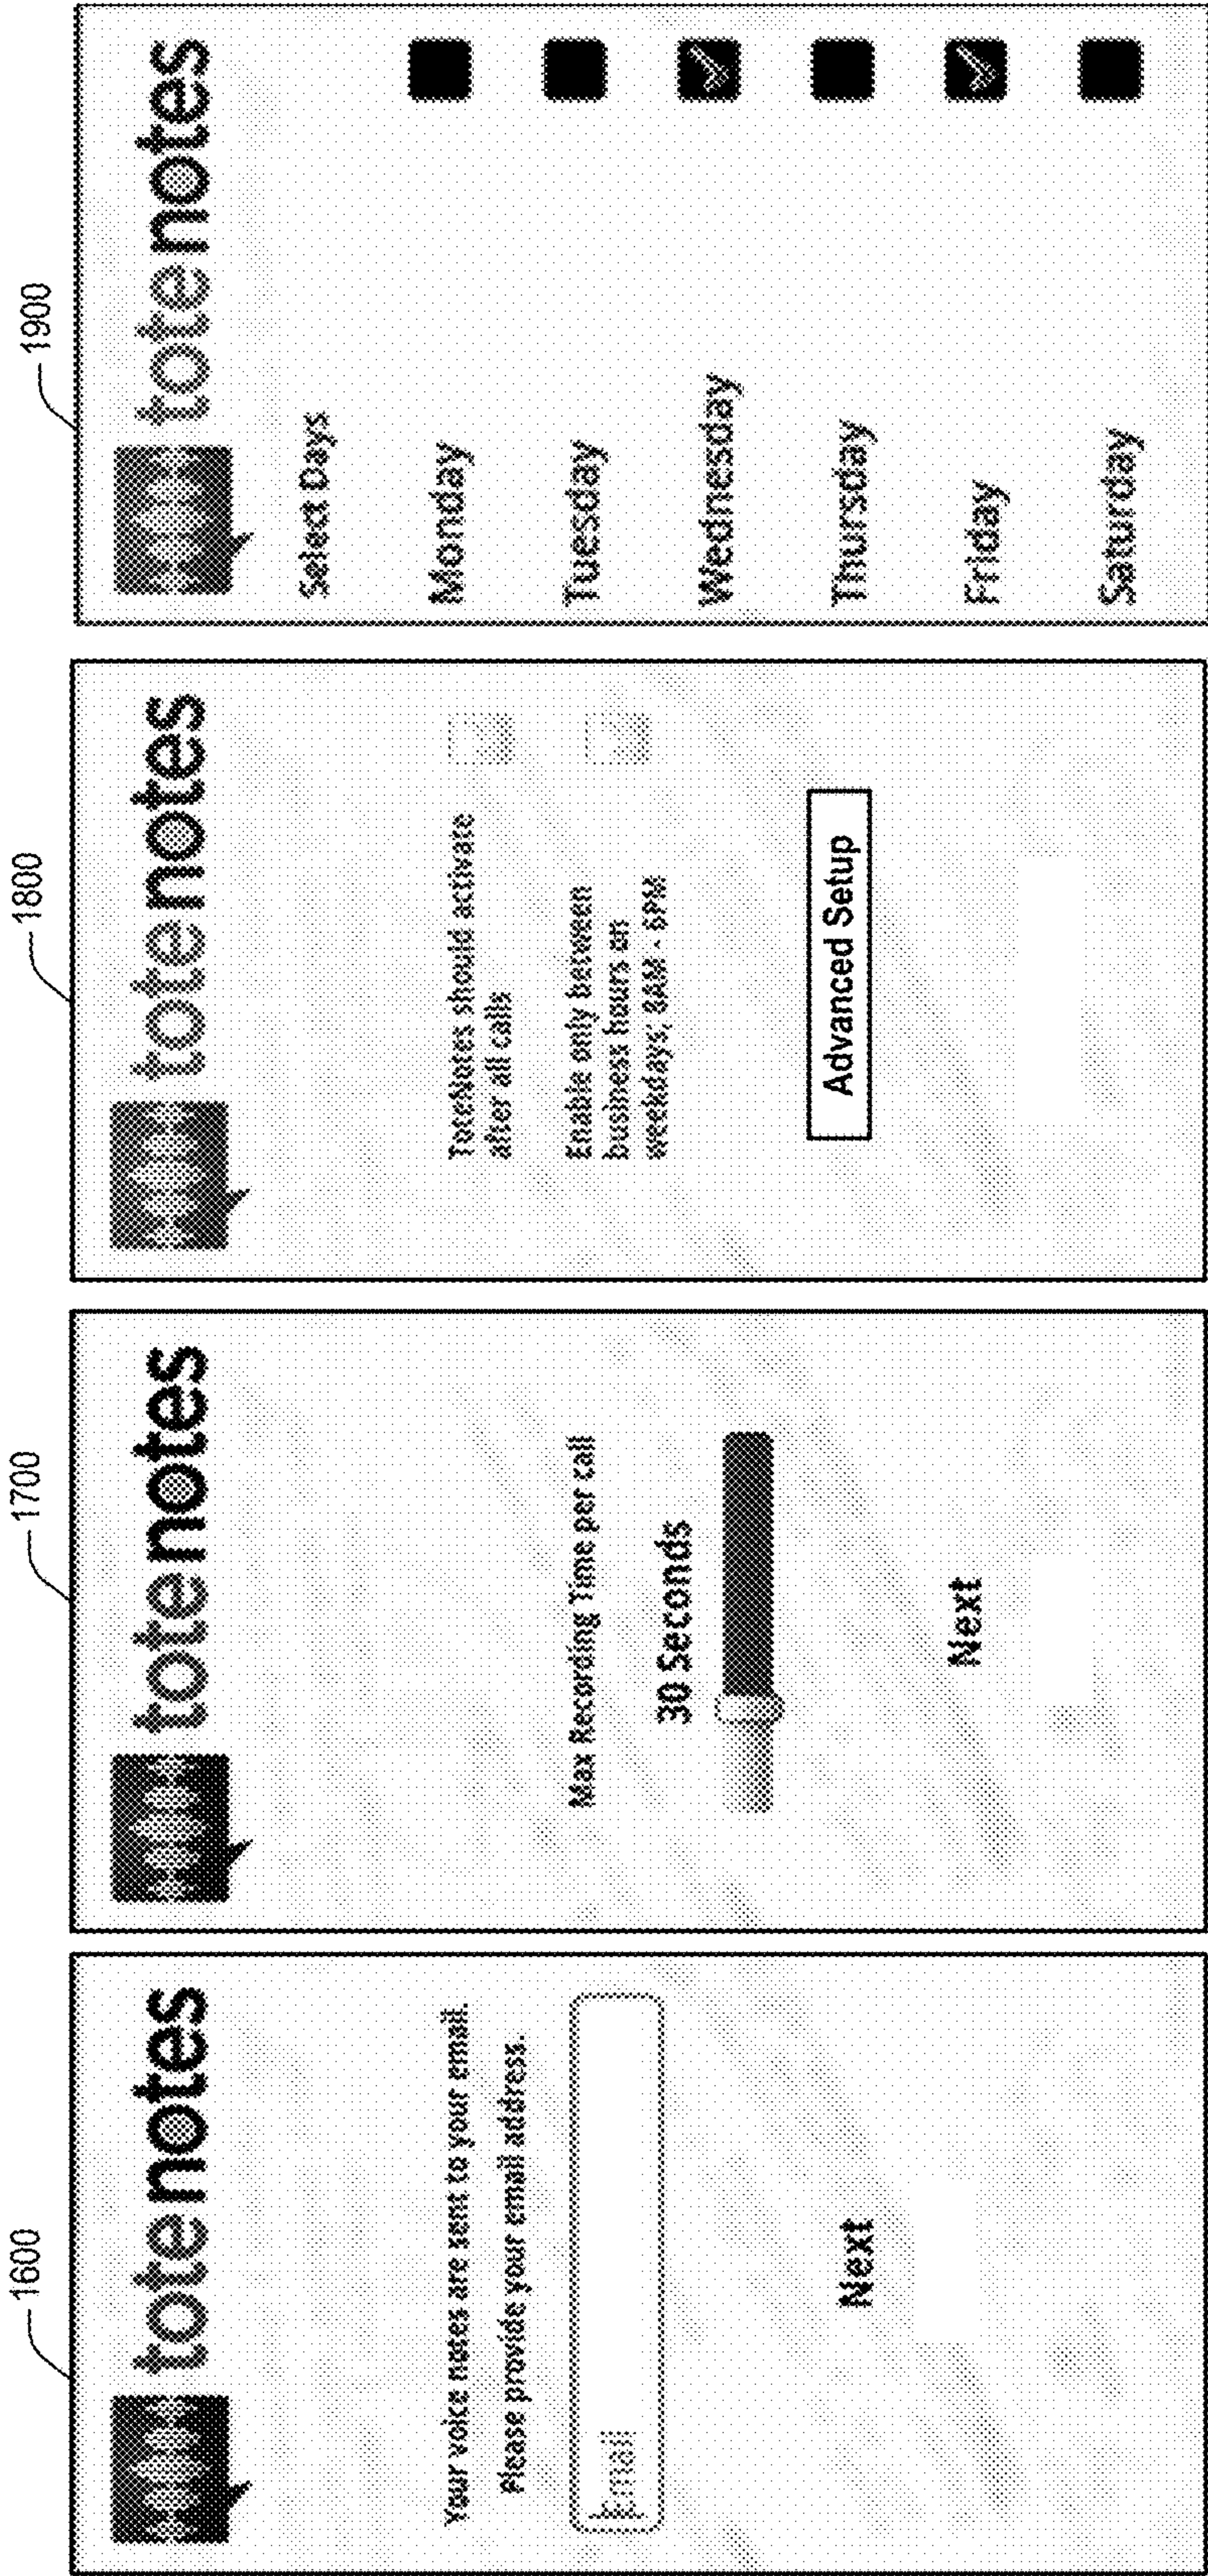 1600
totenotes
Your voice notes are sent to your email.
Please provide your email address.
Email
Next
1700
totenotes
Max Recording Time per call
30 Seconds
Next
1800
totenotes
ToteNotes should activate
after all calls
Enable only between
business hours on
weekdays; 8AM - 6PM
Advanced Setup
1900
totenotes
Select Days
Monday
Tuesday
Wednesday
Thursday
Friday
Saturday